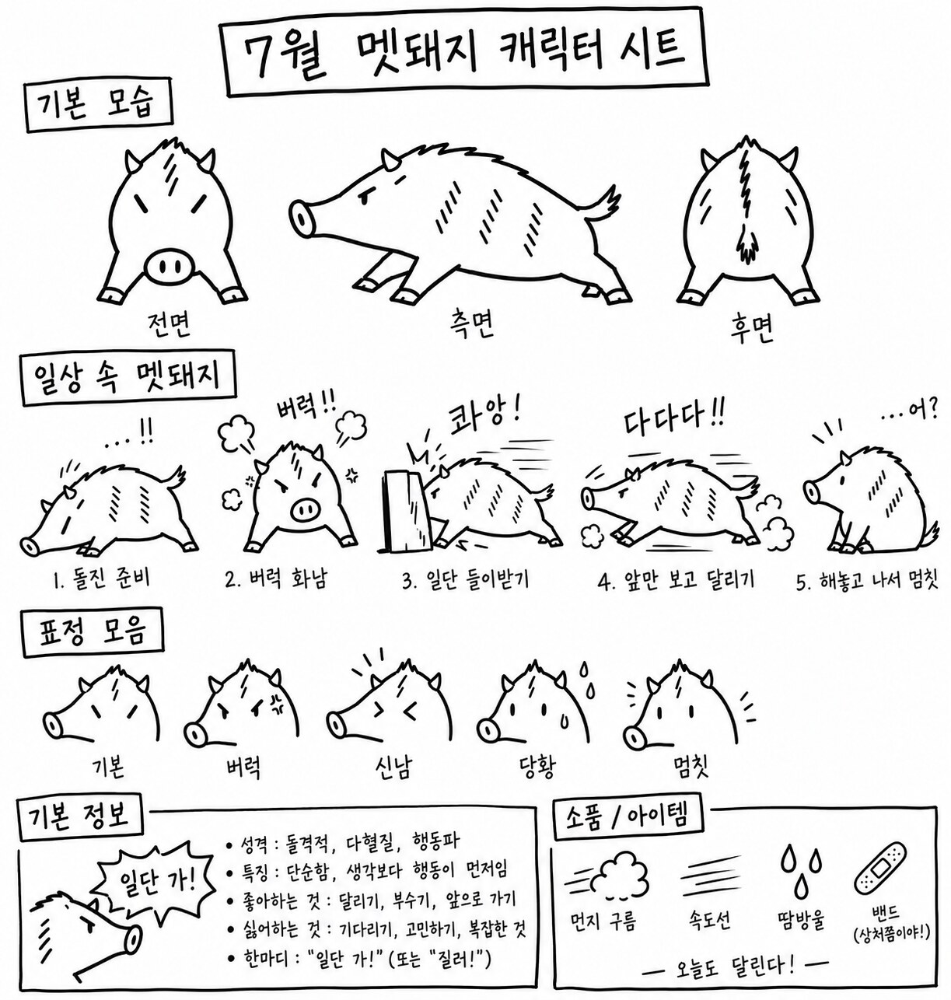 7월 멧돼지 캐릭터 시트
기본 모습
전면
측면
후면
일상 속 멧돼지
...!!
버럭!!
콰앙!
다다다!!
...어?
1. 돌진 준비
2. 버럭 화남
3. 일단 들이받기
4. 앞만 보고 달리기
5. 해놓고 나서 멈칫
표정 모음
기본
버럭
신남
당황
멈칫
기본 정보
일단 가!
• 성격 : 돌격적, 다혈질, 행동파
• 특징 : 단순함, 생각보다 행동이 먼저임
• 좋아하는 것 : 달리기, 부수기, 앞으로 가기
• 싫어하는 것 : 기다리기, 고민하기, 복잡한 것
• 한마디 : "일단 가!" (또는 "질러!")
소품 / 아이템
먼지 구름
속도선
땀방울
밴드
(상처쯤이야!)
— 오늘도 달린다! —